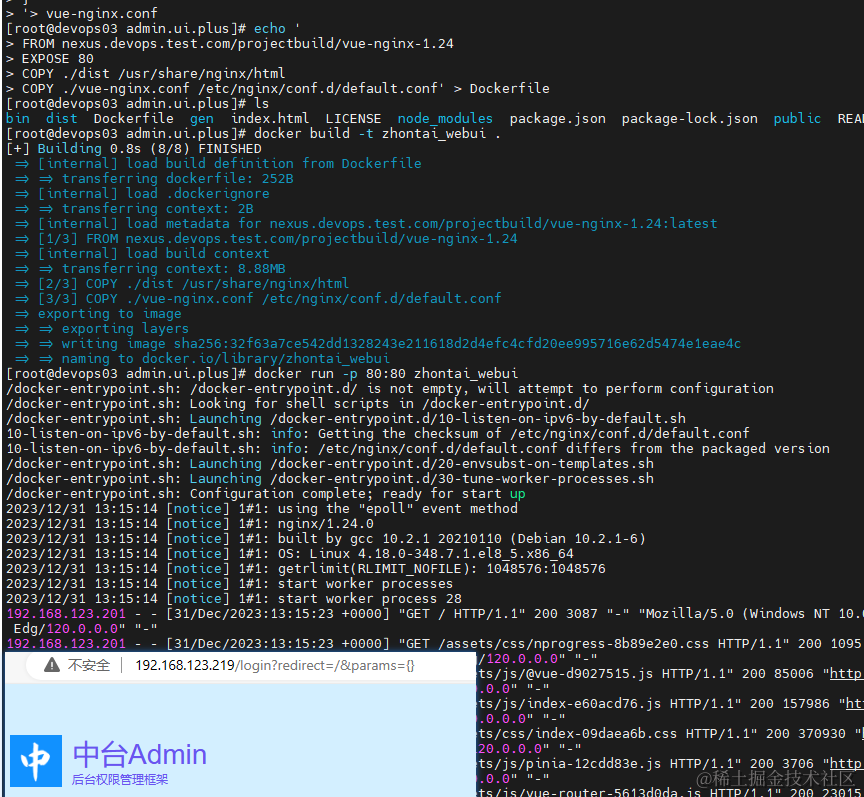 > }
> '> vue-nginx.conf
[root@devops03 admin.ui.plus]# echo '
> FROM nexus.devops.test.com/projectbuild/vue-nginx-1.24
> EXPOSE 80
> COPY ./dist /usr/share/nginx/html
> COPY ./vue-nginx.conf /etc/nginx/conf.d/default.conf' > Dockerfile
[root@devops03 admin.ui.plus]# ls
bin dist Dockerfile gen index.html LICENSE node_modules package.json package-lock.json public REA
[root@devops03 admin.ui.plus]# docker build -t zhontai_webui .
[+] Building 0.8s (8/8) FINISHED
=> [internal] load build definition from Dockerfile
=> => transferring dockerfile: 252B
=> [internal] load .dockerignore
=> => transferring context: 2B
=> [internal] load metadata for nexus.devops.test.com/projectbuild/vue-nginx-1.24:latest
=> [1/3] FROM nexus.devops.test.com/projectbuild/vue-nginx-1.24
=> [internal] load build context
=> => transferring context: 8.88MB
=> [2/3] COPY ./dist /usr/share/nginx/html
=> [3/3] COPY ./vue-nginx.conf /etc/nginx/conf.d/default.conf
=> exporting to image
=> => exporting layers
=> => writing image sha256:32f63a7ce542dd1328243e211618d2d4efc4cfd20ee995716e62d5474e1eae4c
=> => naming to docker.io/library/zhontai_webui
[root@devops03 admin.ui.plus]# docker run -p 80:80 zhontai_webui
/docker-entrypoint.sh: /docker-entrypoint.d/ is not empty, will attempt to perform configuration
/docker-entrypoint.sh: Looking for shell scripts in /docker-entrypoint.d/
/docker-entrypoint.sh: Launching /docker-entrypoint.d/10-listen-on-ipv6-by-default.sh
10-listen-on-ipv6-by-default.sh: info: Getting the checksum of /etc/nginx/conf.d/default.conf
10-listen-on-ipv6-by-default.sh: info: /etc/nginx/conf.d/default.conf differs from the packaged version
/docker-entrypoint.sh: Launching /docker-entrypoint.d/20-envsubst-on-templates.sh
/docker-entrypoint.sh: Launching /docker-entrypoint.d/30-tune-worker-processes.sh
/docker-entrypoint.sh: Configuration complete; ready for start up
2023/12/31 13:15:14 [notice] 1#1: using the "epoll" event method
2023/12/31 13:15:14 [notice] 1#1: nginx/1.24.0
2023/12/31 13:15:14 [notice] 1#1: built by gcc 10.2.1 20210110 (Debian 10.2.1-6)
2023/12/31 13:15:14 [notice] 1#1: OS: Linux 4.18.0-348.7.1.el8_5.x86_64
2023/12/31 13:15:14 [notice] 1#1: getrlimit(RLIMIT_NOFILE): 1048576:1048576
2023/12/31 13:15:14 [notice] 1#1: start worker processes
2023/12/31 13:15:14 [notice] 1#1: start worker process 28
192.168.123.201 - - [31/Dec/2023:13:15:23 +0000] "GET / HTTP/1.1" 200 3087 "-" "Mozilla/5.0 (Windows NT 10.0
Edg/120.0.0.0" "-"
192.168.123.201 - - [31/Dec/2023:13:15:23 +0000] "GET /assets/css/nprogress-8b89e2e0.css HTTP/1.1" 200 1095
/120.0.0.0" "-"
ets/js/@vue-d9027515.js HTTP/1.1" 200 85006 "http
.0.0" "-"
ets/js/index-e60acd76.js HTTP/1.1" 200 157986 "ht
0.0.0" "-"
ets/css/index-09daea6b.css HTTP/1.1" 200 370930 "
20.0.0.0" "-"
ets/js/pinia-12cdd83e.js HTTP/1.1" 200 3706 "http
0.0" "-"
ets/js/vue-router-5613d0da.js HTTP/1.1" 200 23015
不安全 | 192.168.123.219/login?redirect=/&params={}
中
中台Admin
后台权限管理框架
@稀土掘金技术社区